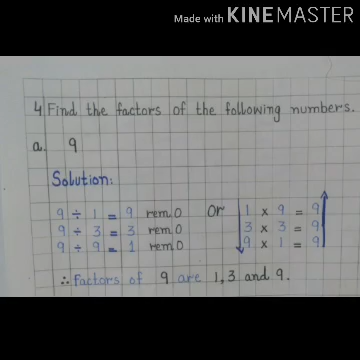 Made with KINEMASTER
4. Find the factors of the following numbers.
a. 9
Solution:
9 ÷ 1 = 9 rem 0 Or 1 x 9 = 9
9 ÷ 3 = 3 rem 0 3 x 3 = 9
9 ÷ 9 = 1 rem 0 9 x 1 = 9
∴ Factors of 9 are 1, 3 and 9.